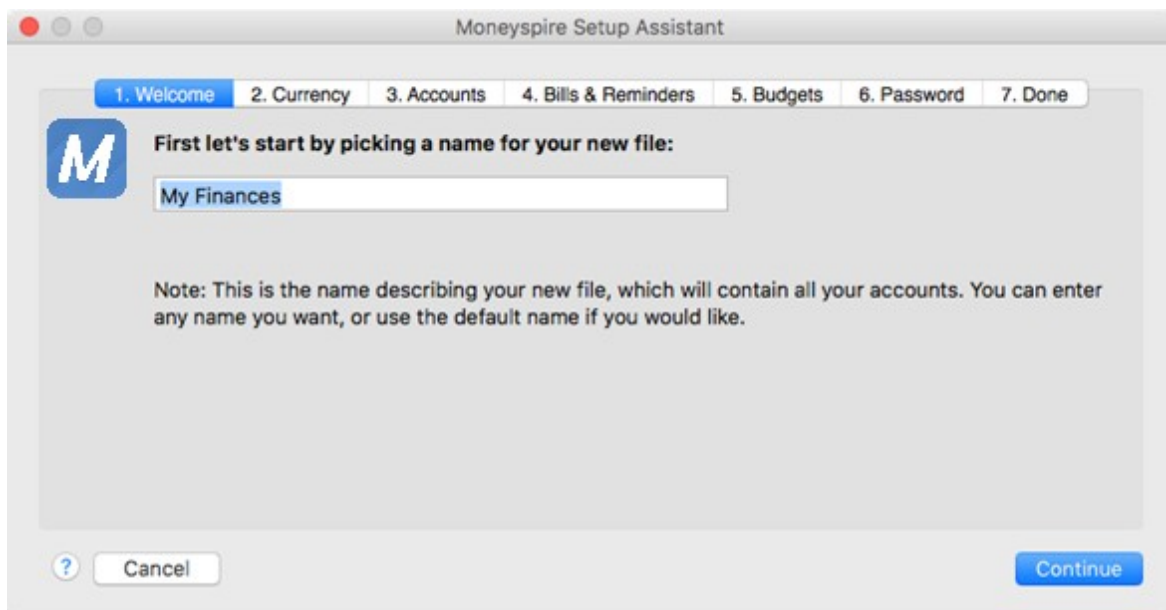 Moneyspire Setup Assistant
1. Welcome 2. Currency 3. Accounts 4. Bills & Reminders 5. Budgets 6. Password 7. Done
M
First let's start by picking a name for your new file:
My Finances
Note: This is the name describing your new file, which will contain all your accounts. You can enter
any name you want, or use the default name if you would like.
? Cancel Continue